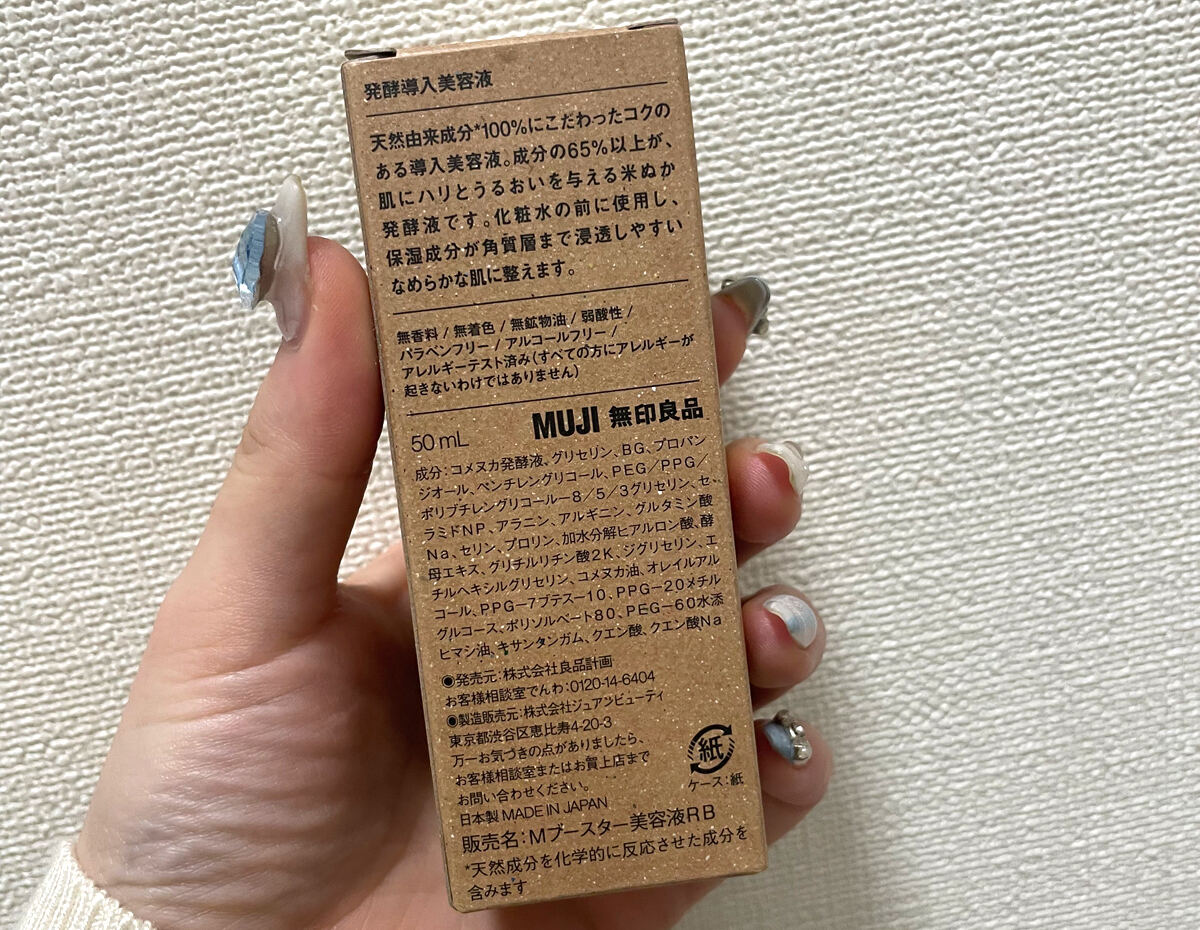 発酵導入美容液
天然由来成分*100%にこだわったコクの
ある導入美容液。成分の65%以上が、
肌にハリとうるおいを与える米ぬか
発酵液です。化粧水の前に使用し、
保湿成分が角質層まで浸透しやすい
なめらかな肌に整えます。
無香料 / 無着色 / 無鉱物油 / 弱酸性 /
パラベンフリー / アルコールフリー /
アレルギーテスト済み(すべての方にアレルギーが
起きないわけではありません)
50 mL MUJI 無印良品
成分：コメヌカ発酵液、グリセリン、BG、プロパン
ジオール、ペンチレングリコール、PEG／PPG／
ポリブチレングリコール－8／5／3グリセリン、セ
ラミドNP、アラニン、アルギニン、グルタミン酸
Na、セリン、プロリン、加水分解ヒアルロン酸、酵
母エキス、グリチルリチン酸2K、ジグリセリン、エ
チルヘキシルグリセリン、コメヌカ油、オレイルアル
コール、PPG－7ブテス－10、PPG－20メチル
グルコース、ポリソルベート80、PEG－60水添
ヒマシ油、キサンタンガム、クエン酸、クエン酸Na
◉発売元：株式会社良品計画
お客様相談室でんわ：0120-14-6404
◉製造販売元：株式会社ジュアンビューティ
東京都渋谷区恵比寿4-20-3
万一お気づきの点がありましたら、
お客様相談室またはお買上店まで
お問い合わせください。
日本製 MADE IN JAPAN
紙
ケース：紙
販売名：Mブースター美容液RB
*天然成分を化学的に反応させた成分を
含みます